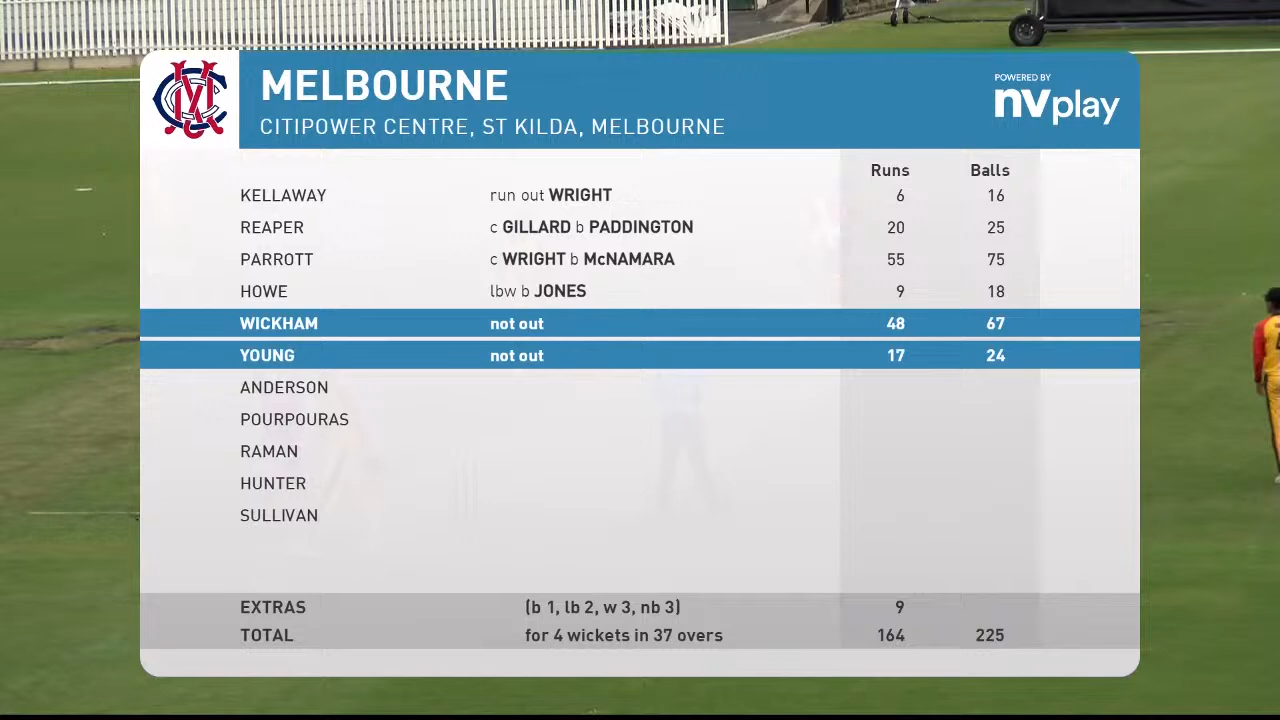 MELBOURNE
CITIPOWER CENTRE, ST KILDA, MELBOURNE
POWERED BY
nvplay
Runs Balls
KELLAWAY run out WRIGHT 6 16
REAPER c GILLARD b PADDINGTON 20 25
PARROTT c WRIGHT b McNAMARA 55 75
HOWE lbw b JONES 9 18
WICKHAM not out 48 67
YOUNG not out 17 24
ANDERSON
POURPOURAS
RAMAN
HUNTER
SULLIVAN
EXTRAS (b 1, lb 2, w 3, nb 3) 9
TOTAL for 4 wickets in 37 overs 164 225